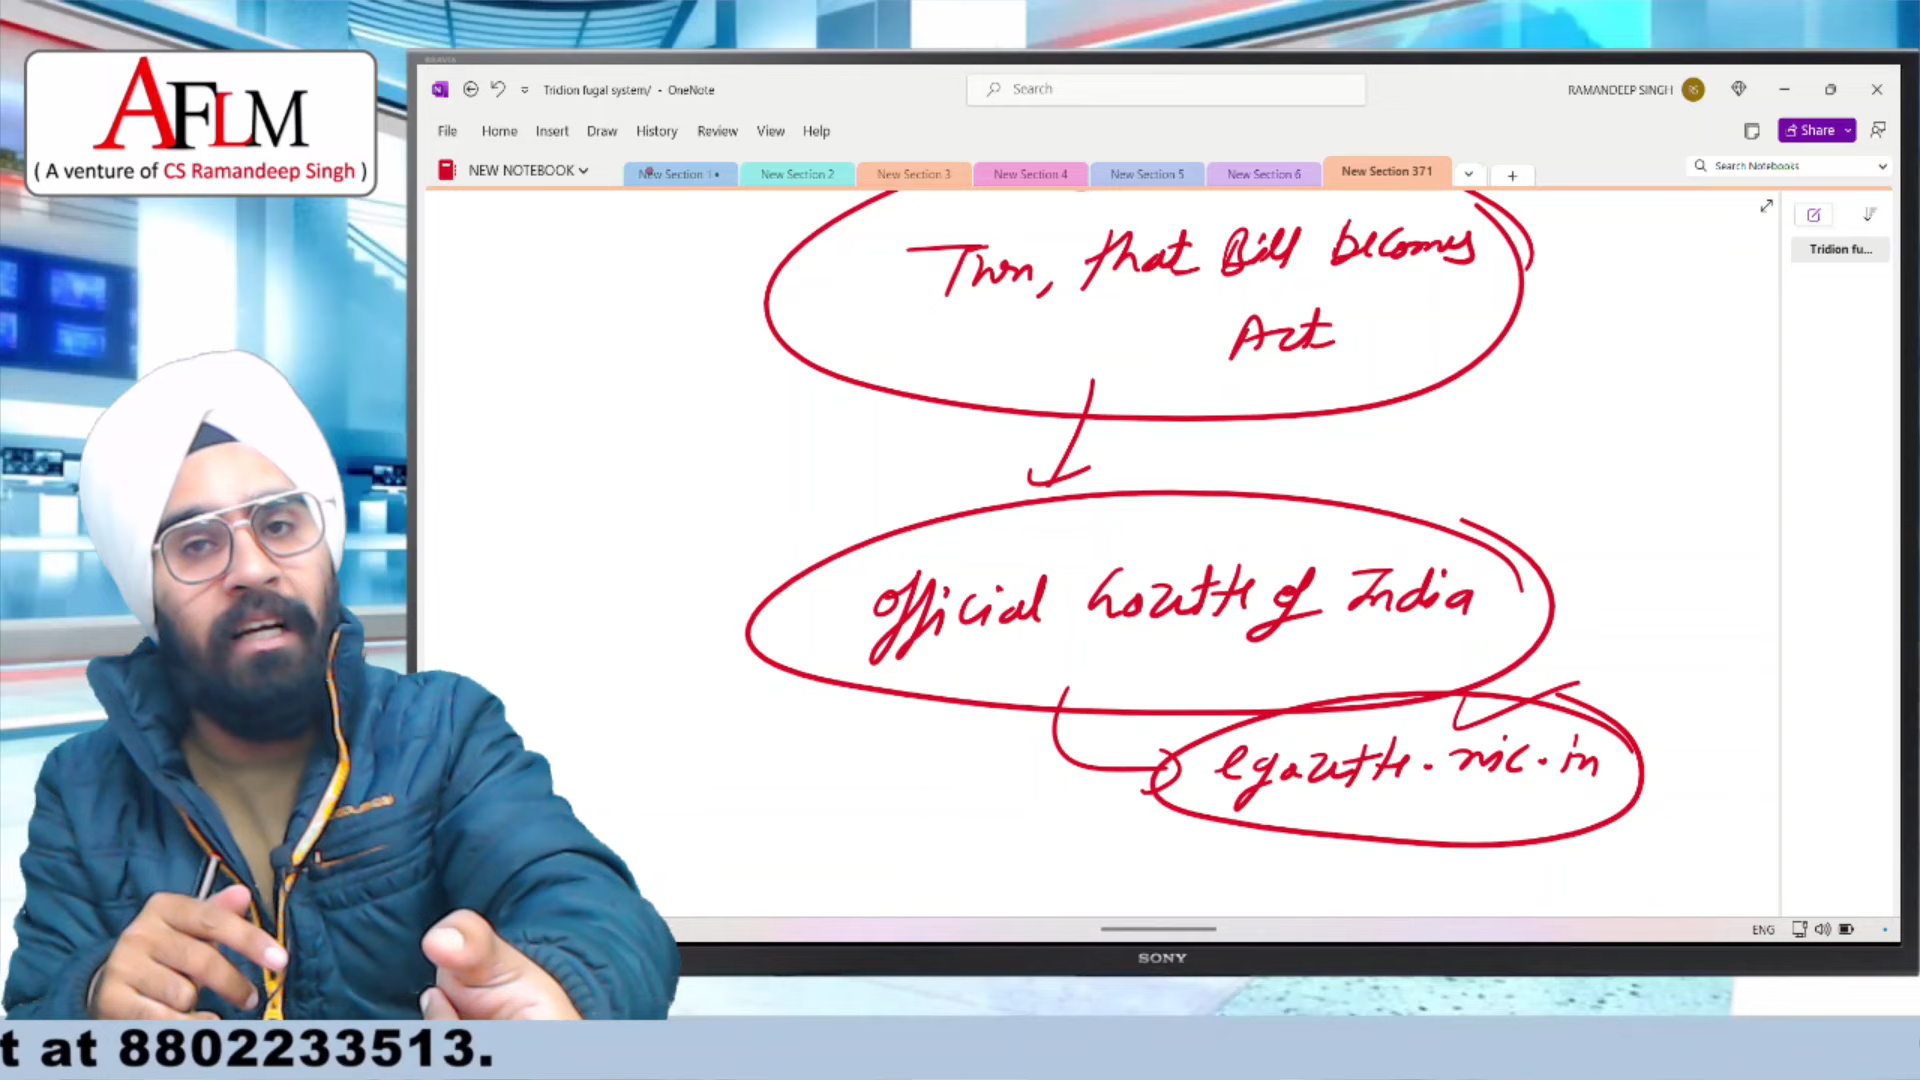 BRAVIA
AFLM
( A venture of CS Ramandeep Singh )
Tridion fugal system/ - OneNote
Search
RAMANDEEP SINGH
RS
File Home Insert Draw History Review View Help
Share
NEW NOTEBOOK
New Section 1
New Section 2
New Section 3
New Section 4
New Section 5
New Section 6
New Section 371
+
Search Notebooks
Tridion fu...
Then, that Bill becomes
Act
Official Gazette of India
egazette.nic.in
ENG
SONY
t at 8802233513.